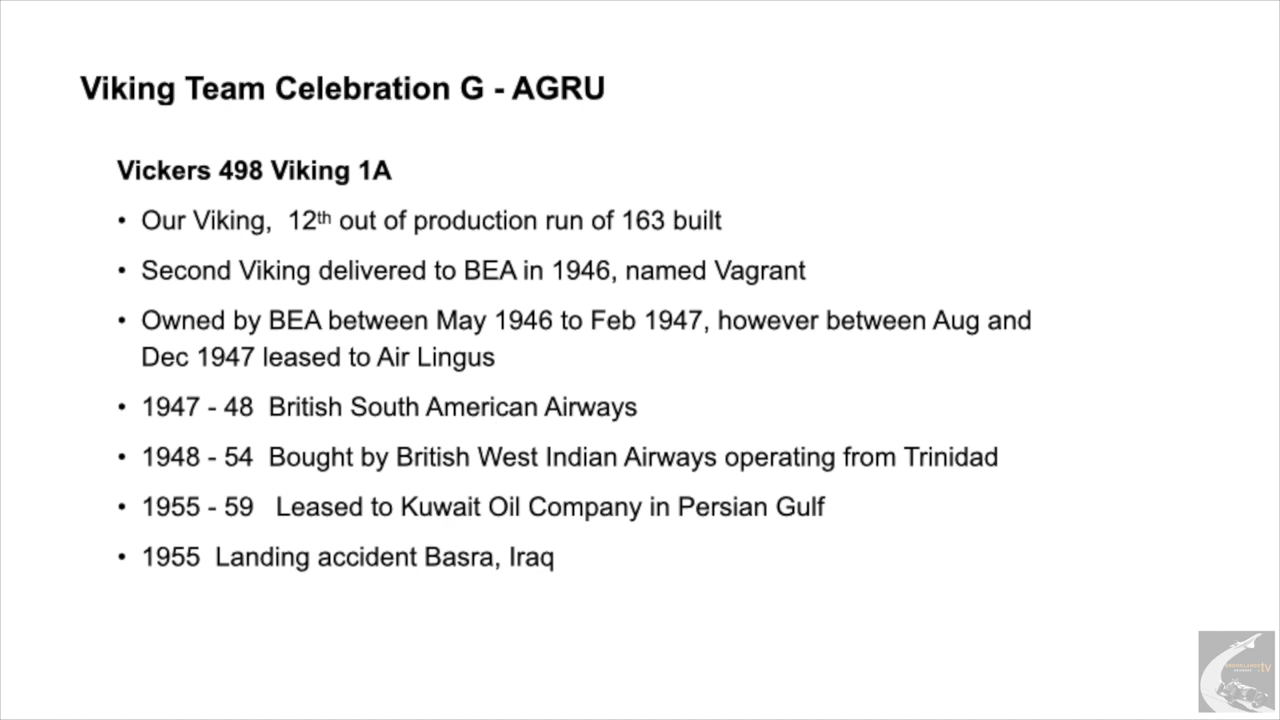 Viking Team Celebration G - AGRU
Vickers 498 Viking 1A
• Our Viking, 12th out of production run of 163 built
• Second Viking delivered to BEA in 1946, named Vagrant
• Owned by BEA between May 1946 to Feb 1947, however between Aug and
Dec 1947 leased to Air Lingus
• 1947 - 48 British South American Airways
• 1948 - 54 Bought by British West Indian Airways operating from Trinidad
• 1955 - 59 Leased to Kuwait Oil Company in Persian Gulf
• 1955 Landing accident Basra, Iraq
.tv